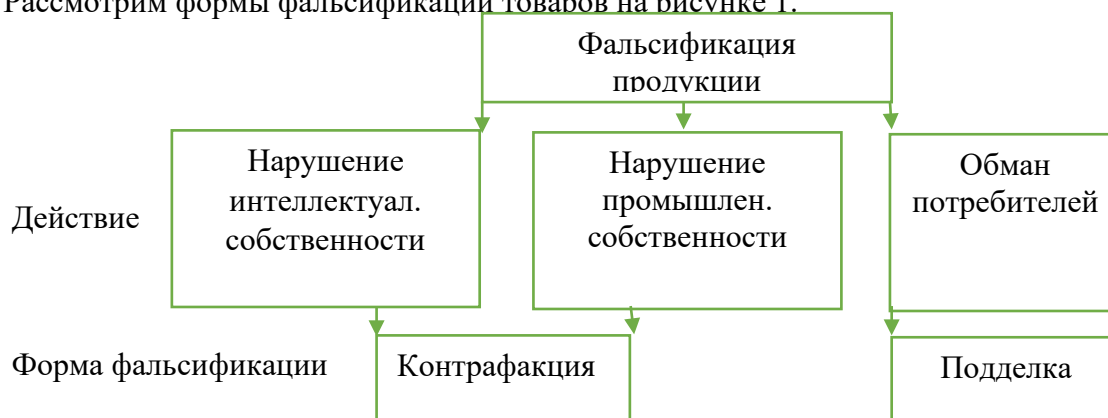 Рассмотрим формы фальсификации товаров на рисунке 1.
Фальсификация
продукции
Нарушение
интеллектуал.
собственности
Нарушение
промышлен.
собственности
Обман
потребителей
Действие
Форма фальсификации
Контрафакция
Подделка